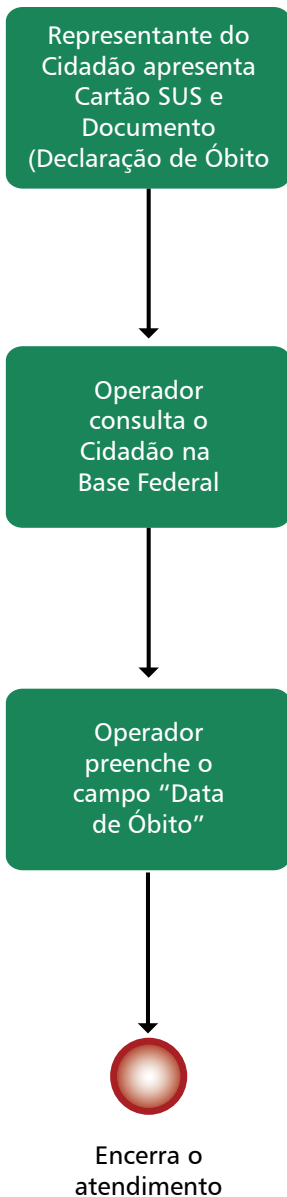 Representante do
Cidadão apresenta
Cartão SUS e
Documento
(Declaração de Óbito
Operador
consulta o
Cidadão na
Base Federal
Operador
preenche o
campo “Data
de Óbito”
Encerra o
atendimento